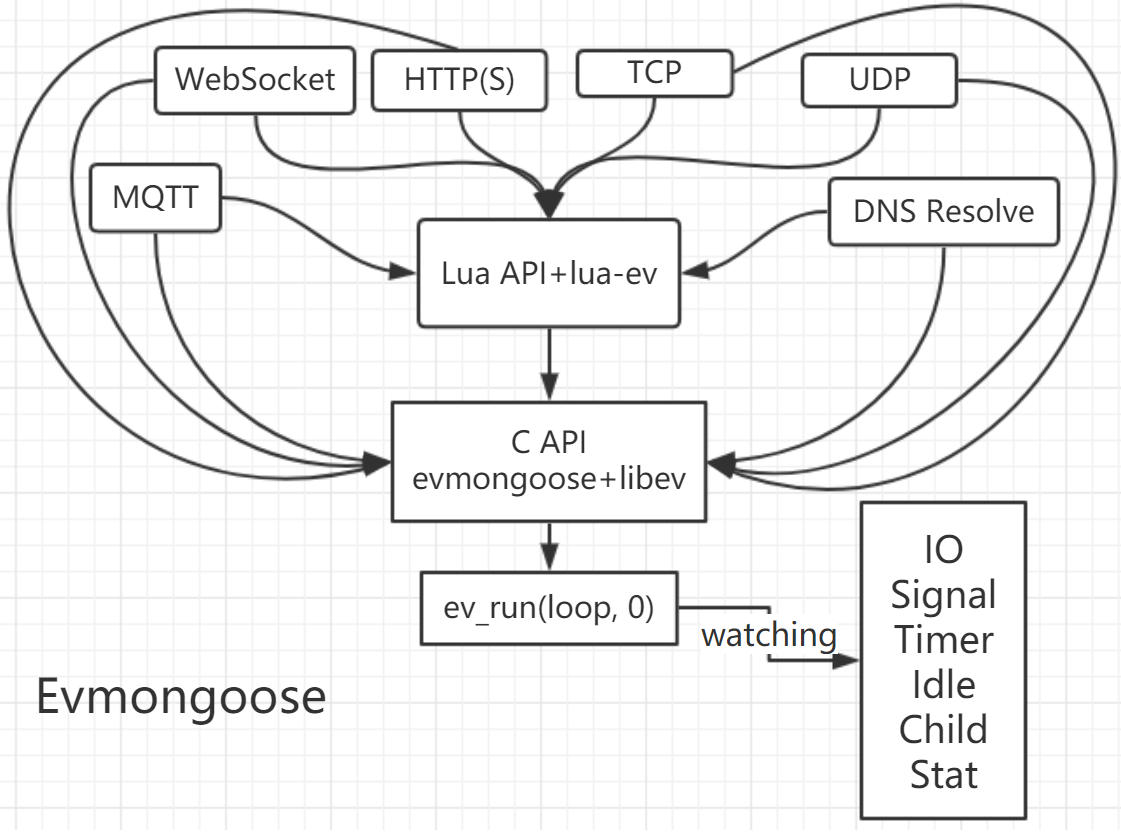 WebSocket
HTTP(S)
TCP
UDP
MQTT
DNS Resolve
Lua API+lua-ev
C API
evmongoose+libev
ev_run(loop, 0)
watching
IO
Signal
Timer
Idle
Child
Stat
Evmongoose